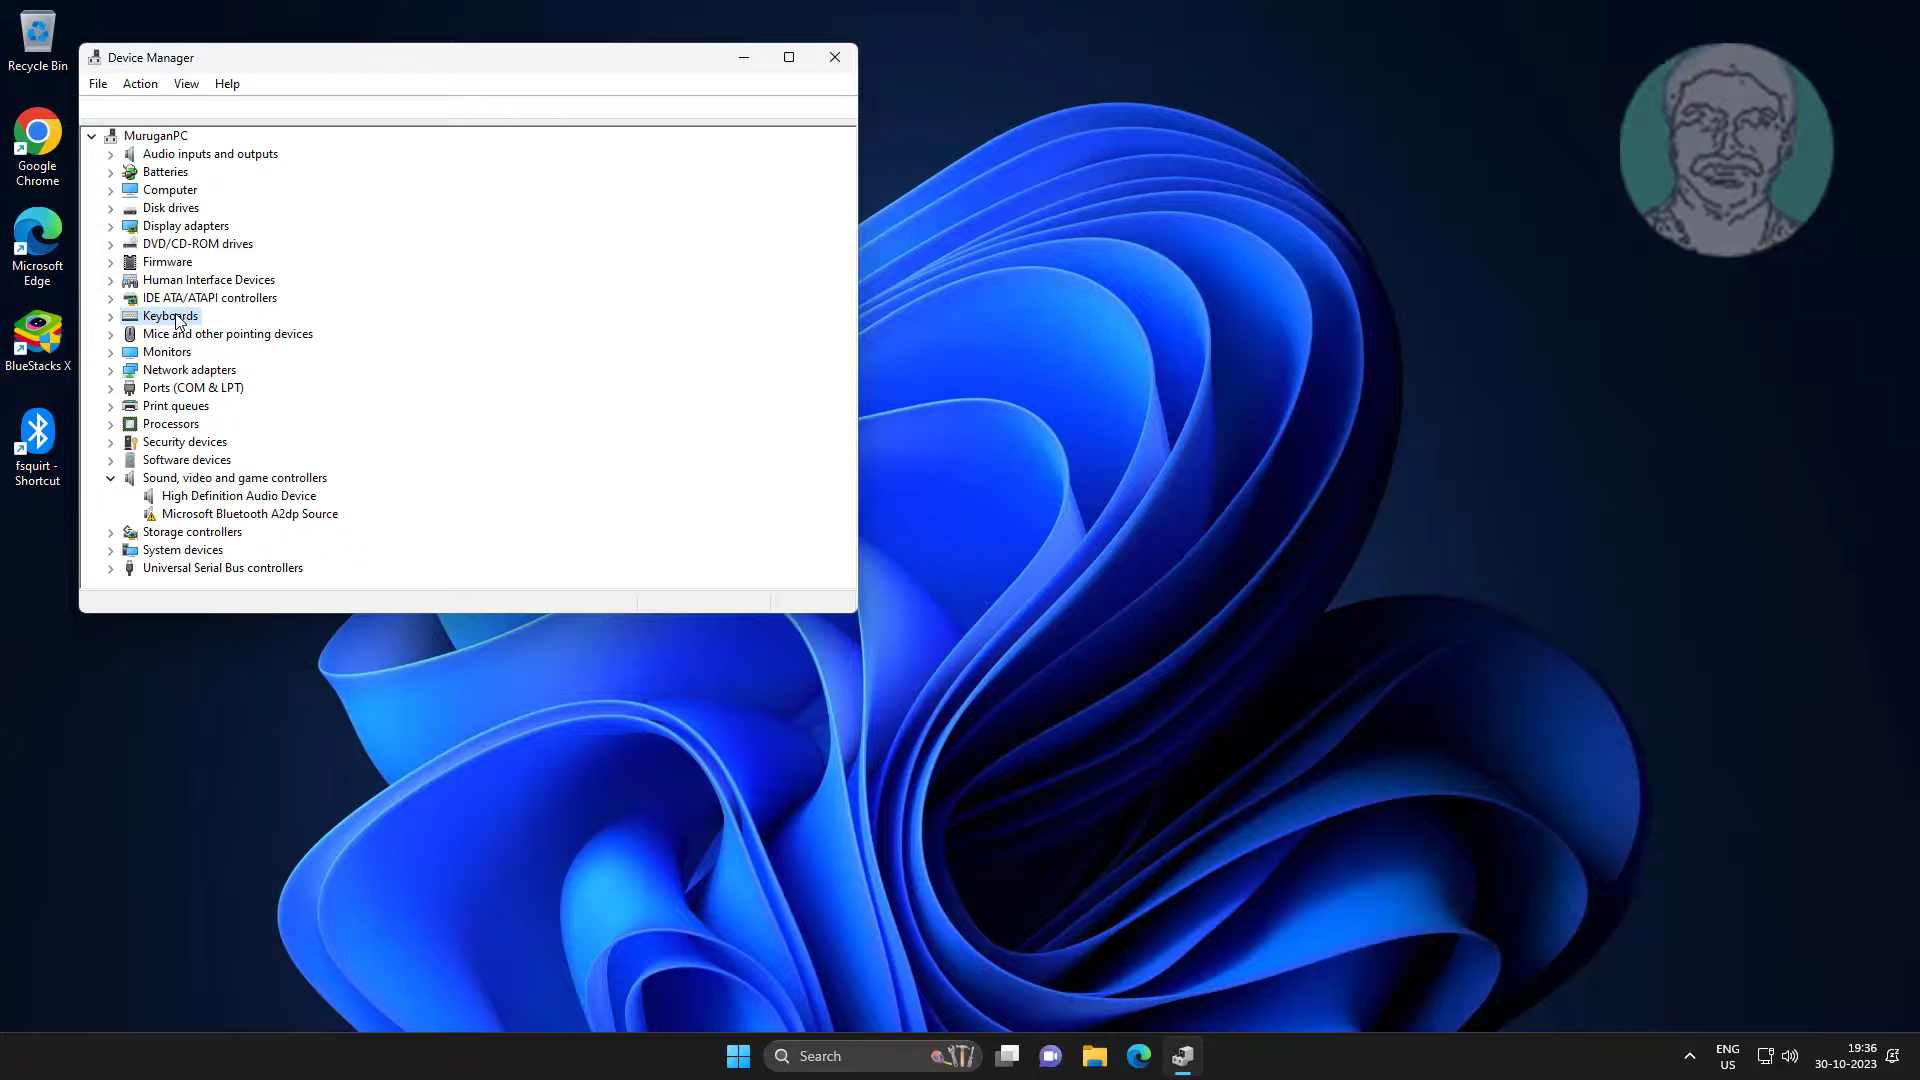 Recycle Bin
Google
Chrome
Microsoft
Edge
BlueStacks X
fsquirt -
Shortcut
Device Manager
File Action View Help
MuruganPC
Audio inputs and outputs
Batteries
Computer
Disk drives
Display adapters
DVD/CD-ROM drives
Firmware
Human Interface Devices
IDE ATA/ATAPI controllers
Keyboards
Mice and other pointing devices
Monitors
Network adapters
Ports (COM & LPT)
Print queues
Processors
Security devices
Software devices
Sound, video and game controllers
High Definition Audio Device
Microsoft Bluetooth A2dp Source
Storage controllers
System devices
Universal Serial Bus controllers
Search
ENG
US
19:36
30-10-2023